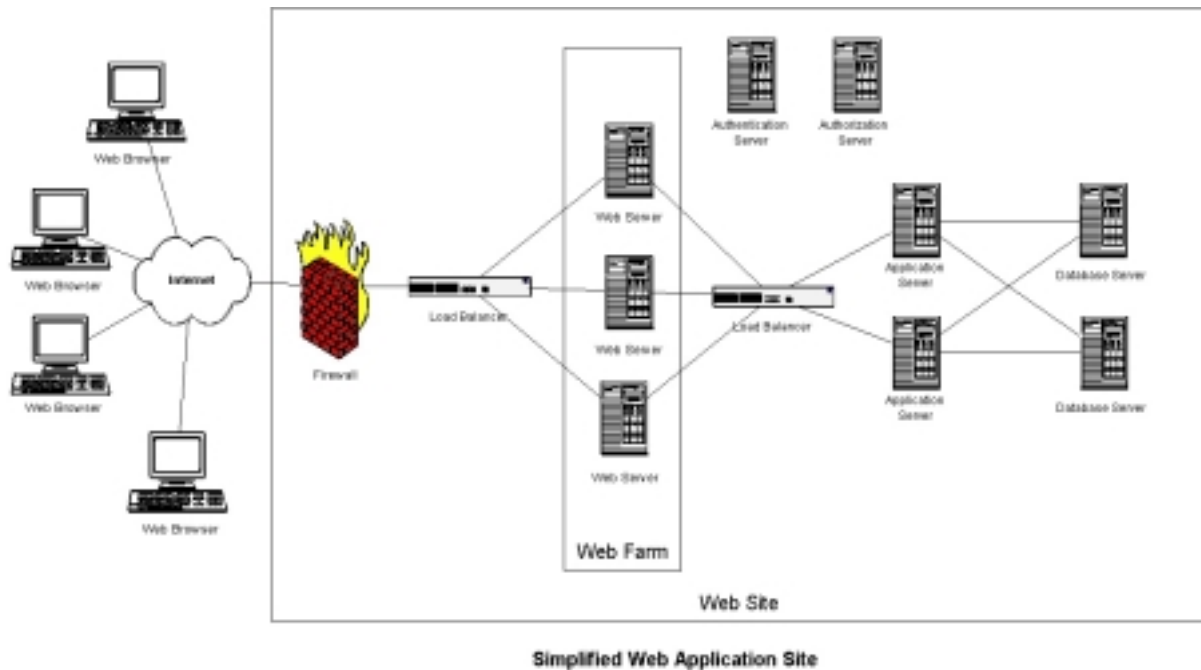 Web Browser
Web Browser
Web Browser
Web Browser
Internet
Firewall
Load Balancer
Web Server
Web Server
Web Server
Web Farm
Authentication
Server
Authorization
Server
Load Balancer
Application
Server
Application
Server
Database Server
Database Server
Web Site
Simplified Web Application Site